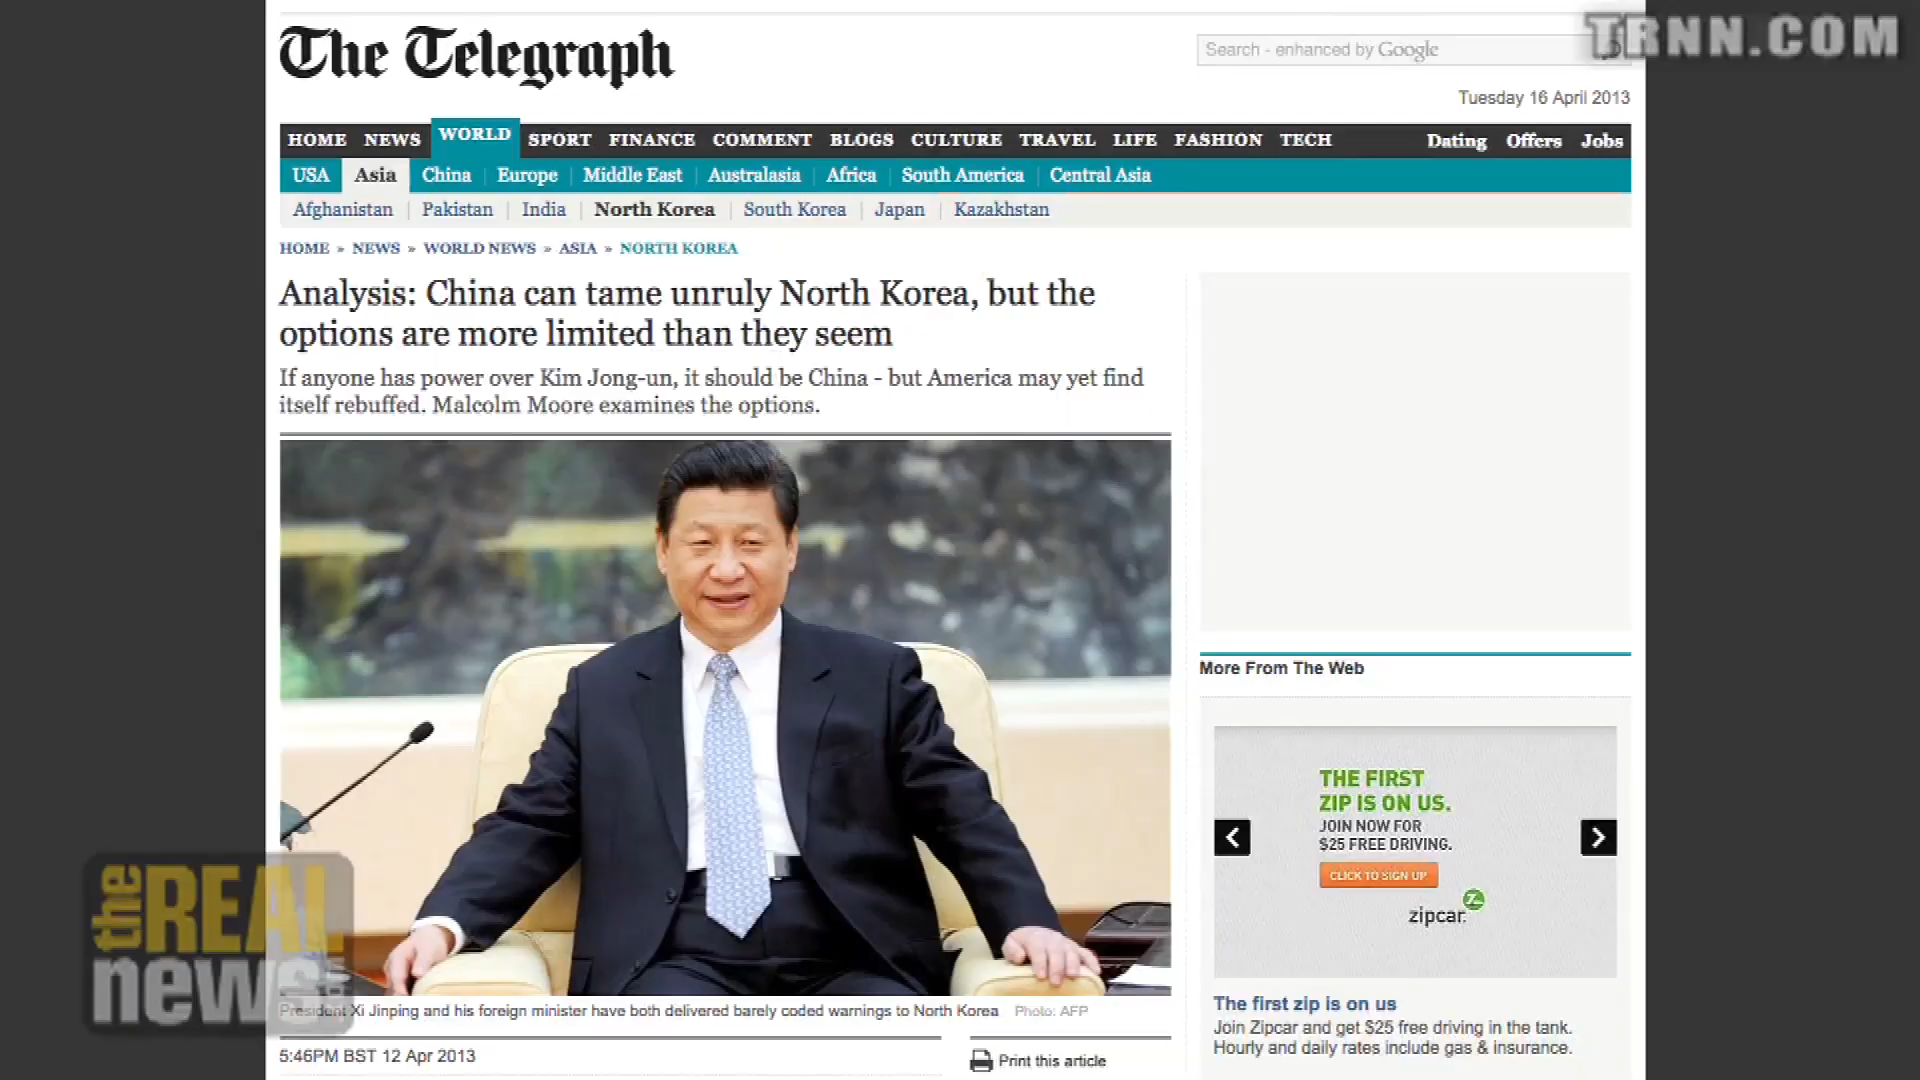 The Telegraph
TRNN.COM
Search - enhanced by Google
Tuesday 16 April 2013
HOME NEWS WORLD SPORT FINANCE COMMENT BLOGS CULTURE TRAVEL LIFE FASHION TECH Dating Offers Jobs
USA Asia China Europe Middle East Australasia Africa South America Central Asia
Afghanistan Pakistan India North Korea South Korea Japan Kazakhstan
HOME » NEWS » WORLD NEWS » ASIA » NORTH KOREA
Analysis: China can tame unruly North Korea, but the
options are more limited than they seem
If anyone has power over Kim Jong-un, it should be China - but America may yet find
itself rebuffed. Malcolm Moore examines the options.
President Xi Jinping and his foreign minister have both delivered barely coded warnings to North Korea Photo: AFP
5:46PM BST 12 Apr 2013
Print this article
More From The Web
THE FIRST
ZIP IS ON US.
JOIN NOW FOR
$25 FREE DRIVING.
CLICK TO SIGN UP
zipcar.
The first zip is on us
Join Zipcar and get $25 free driving in the tank.
Hourly and daily rates include gas & insurance.
the REAL
news